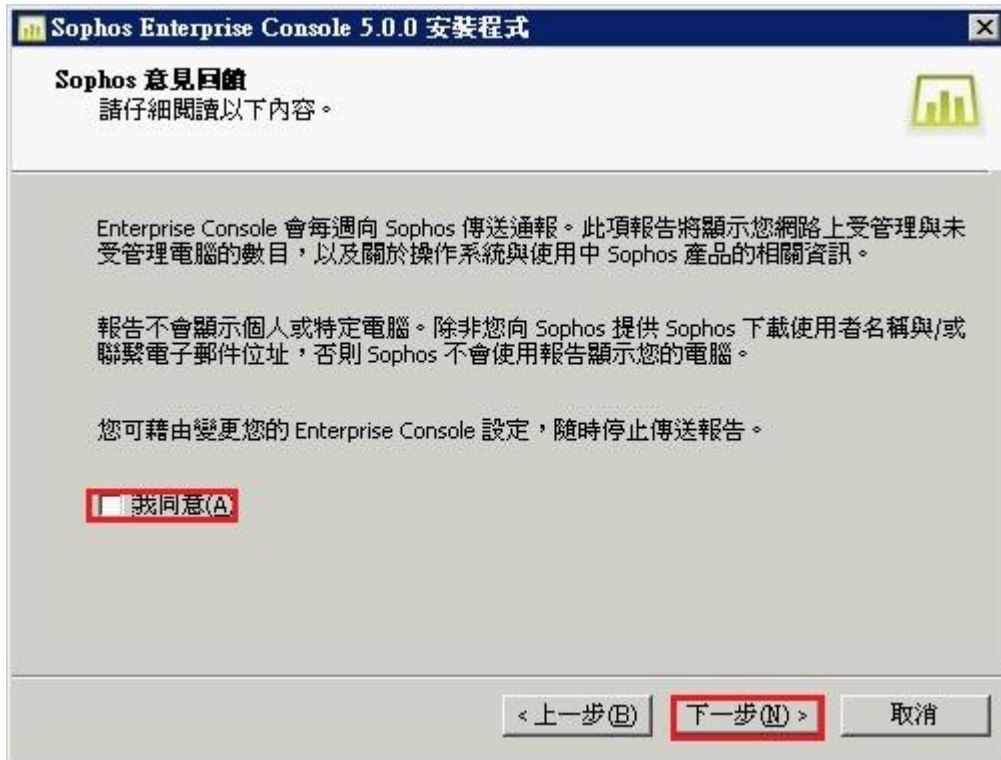 Sophos Enterprise Console 5.0.0 安裝程式
Sophos 意見回饋
請仔細閱讀以下內容。
Enterprise Console 會每週向 Sophos 傳送通報。此項報告將顯示您網路上受管理與未
受管理電腦的數目，以及關於操作系統與使用中 Sophos 產品的相關資訊。
報告不會顯示個人或特定電腦。除非您向 Sophos 提供 Sophos 下載使用者名稱與/或
聯繫電子郵件位址，否則 Sophos 不會使用報告顯示您的電腦。
您可藉由變更您的 Enterprise Console 設定，隨時停止傳送報告。
我同意(A)
<上一步(B) 下一步(N) > 取消